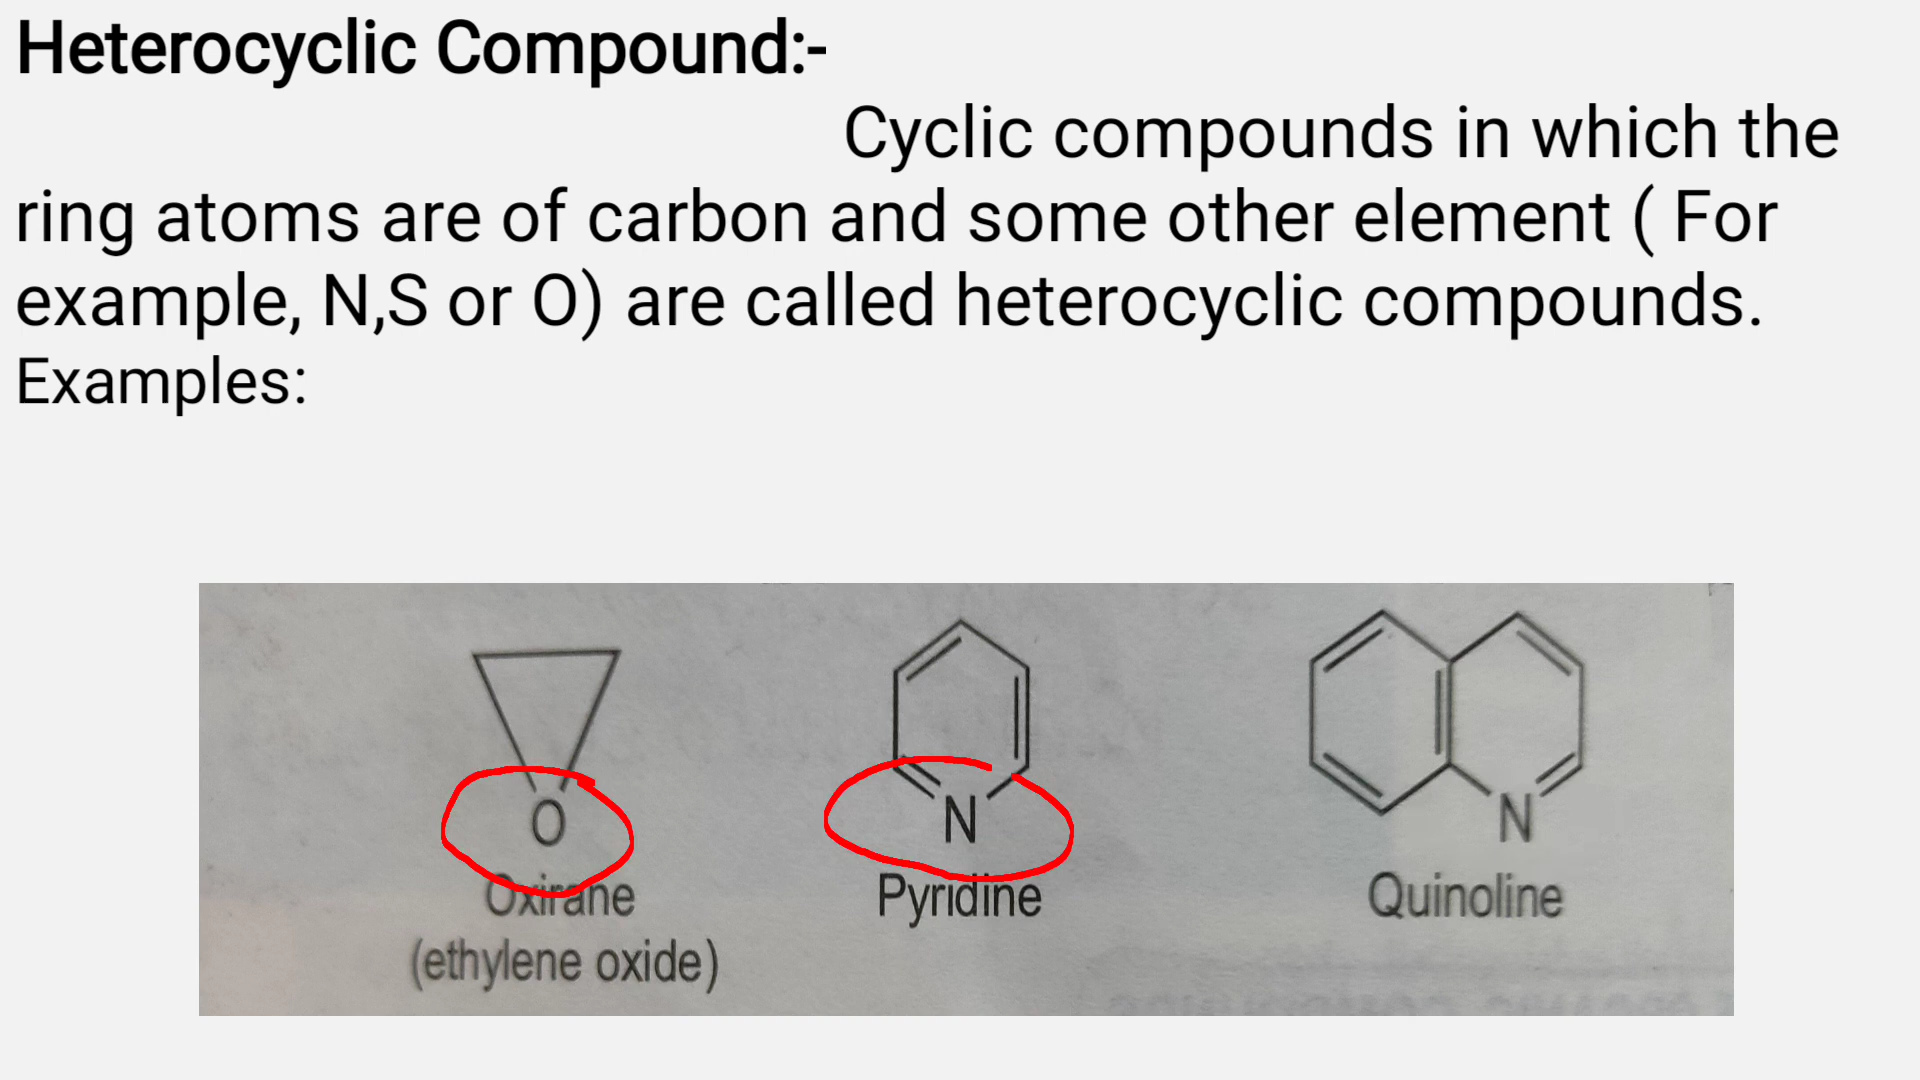 Heterocyclic Compound:-
Cyclic compounds in which the
ring atoms are of carbon and some other element ( For
example, N,S or O) are called heterocyclic compounds.
Examples:
O
N
N
Oxirane
Pyridine
Quinoline
(ethylene oxide)